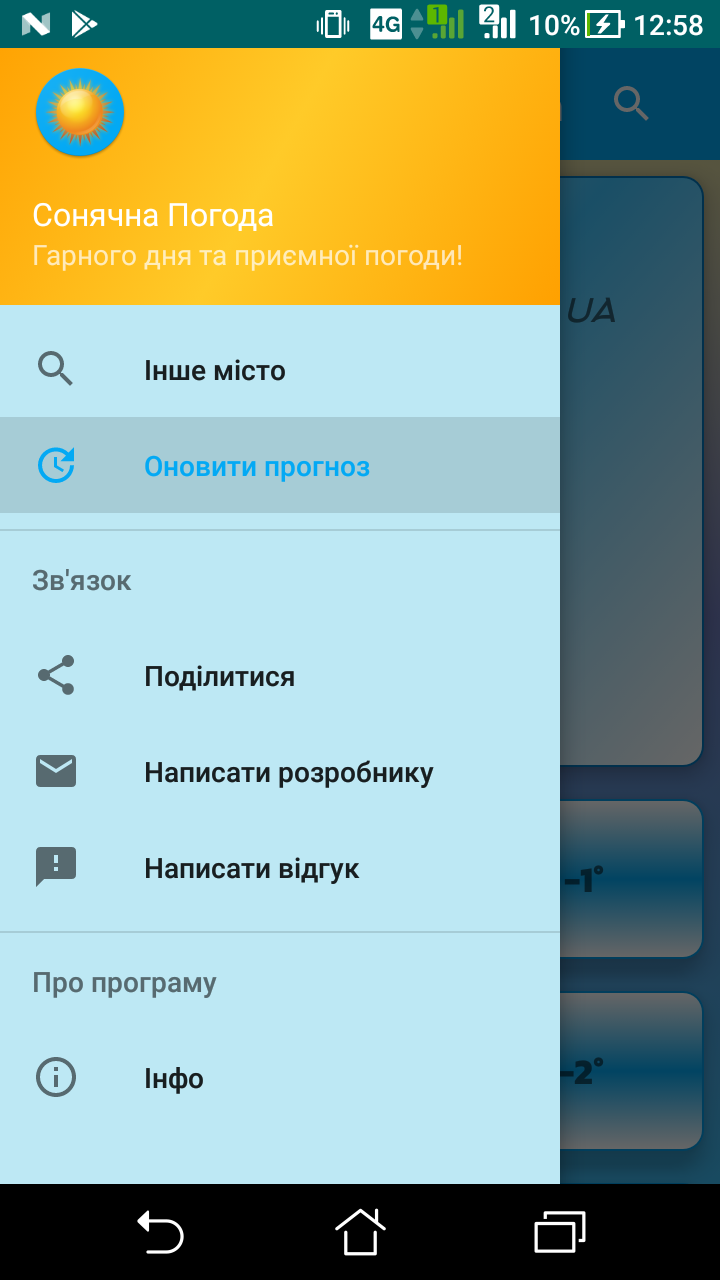 4G 1 2 10% 12:58
Сонячна Погода
Гарного дня та приємної погоди!
UA
Інше місто
Оновити прогноз
Зв'язок
Поділитися
Написати розробнику
Написати відгук
-1°
Про програму
-2°
Інфо